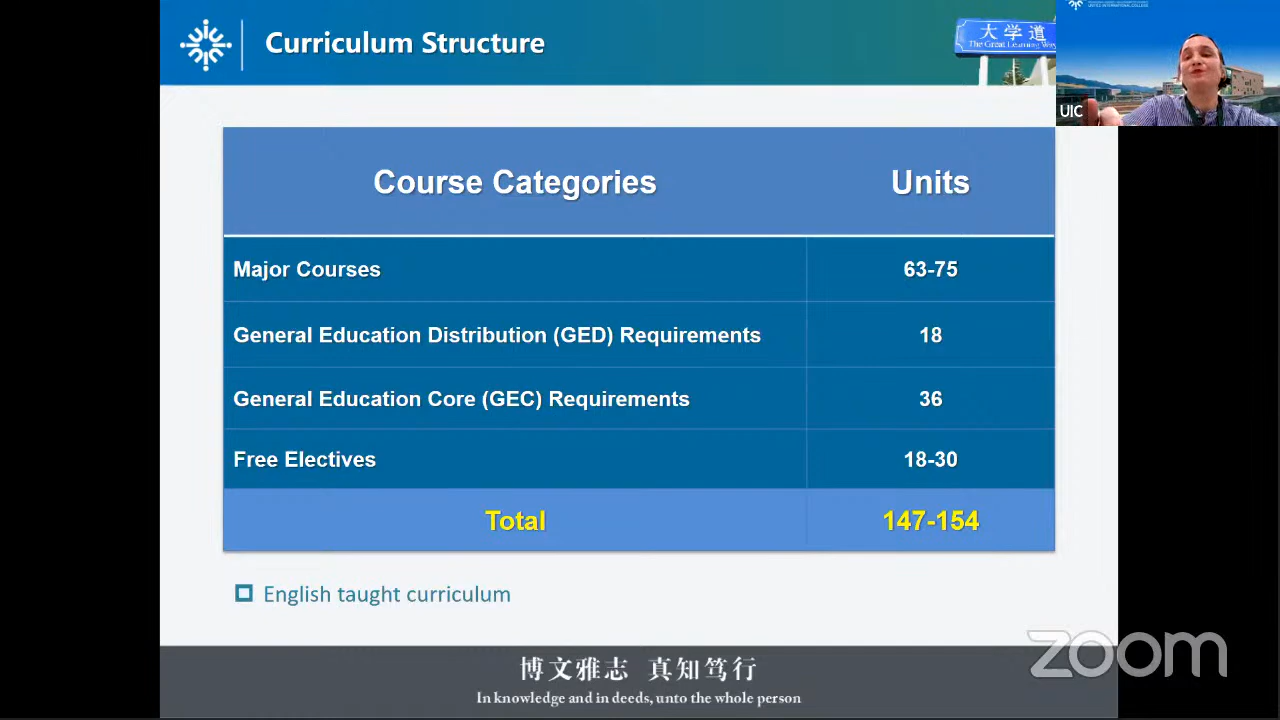 Curriculum Structure
大学道
The Great Learning Way
UIC
Course Categories Units
Major Courses 63-75
General Education Distribution (GED) Requirements 18
General Education Core (GEC) Requirements 36
Free Electives 18-30
Total 147-154
English taught curriculum
博文雅志 真知笃行
In knowledge and in deeds, unto the whole person
zoom